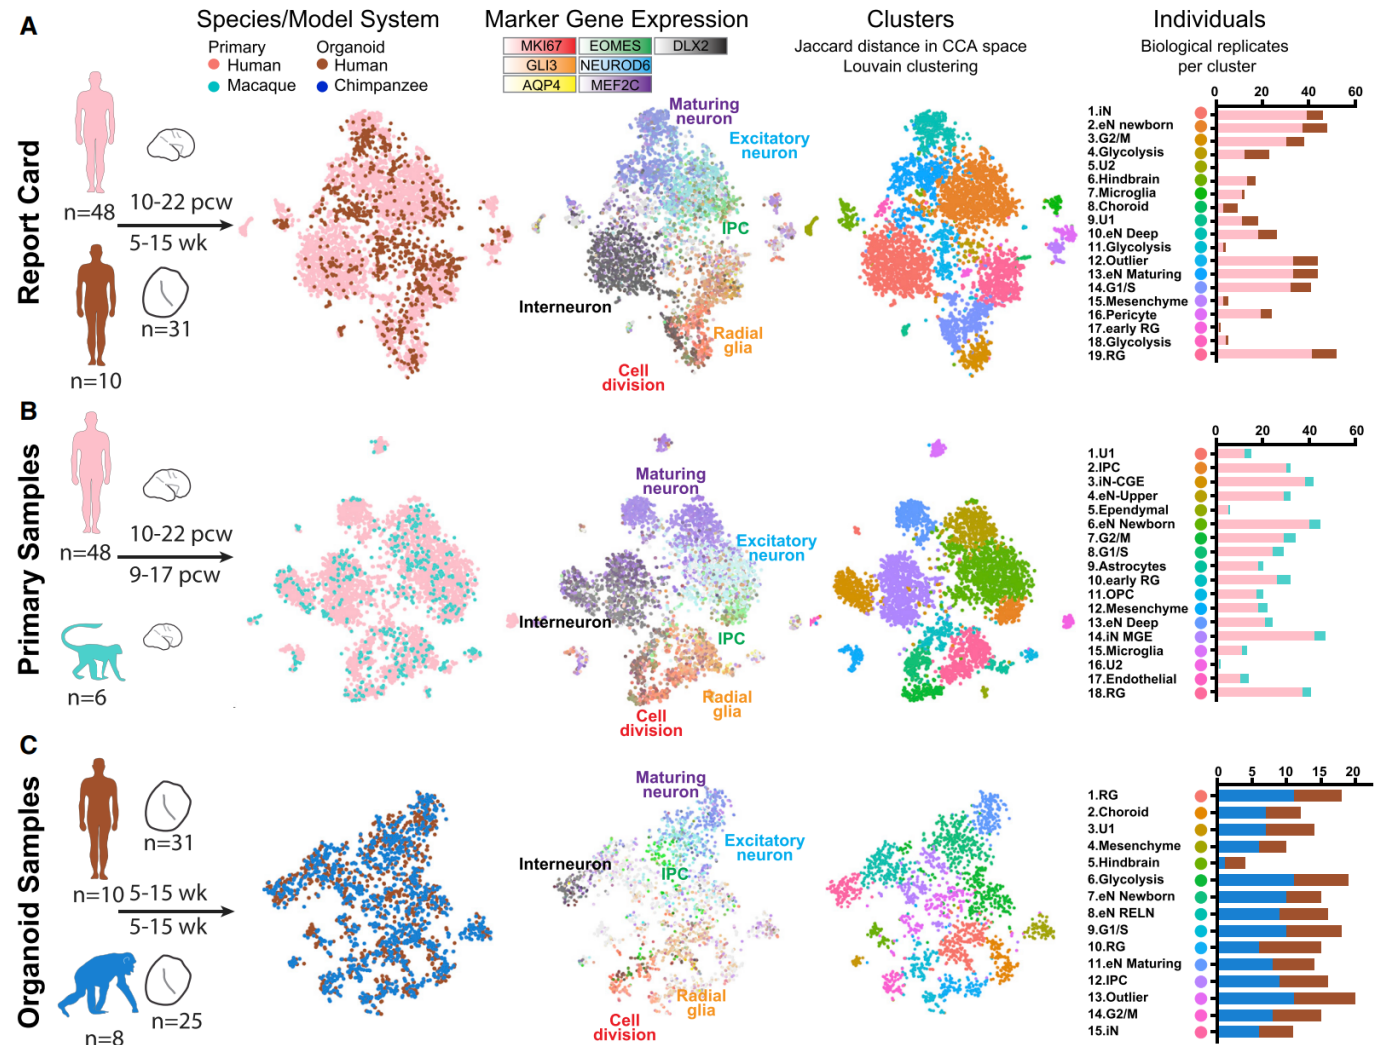 A
Species/Model System
Marker Gene Expression
Clusters
Individuals
Primary
Organoid
Human
Human
Macaque
Chimpanzee
MKI67
EOMES
DLX2
GLI3
NEUROD6
AQP4
MEF2C
Jaccard distance in CCA space
Louvain clustering
Biological replicates
per cluster
Report Card
n=48
10-22 pcw
5-15 wk
n=31
n=10
Maturing
neuron
Excitatory
neuron
IPC
Interneuron
Radial
glia
Cell
division
0 20 40 60
1.iN
2.eN newborn
3.G2/M
4.Glycolysis
5.U2
6.Hindbrain
7.Microglia
8.Choroid
9.U1
10.eN Deep
11.Glycolysis
12.Outlier
13.eN Maturing
14.G1/S
15.Mesenchyme
16.Pericyte
17.early RG
18.Glycolysis
19.RG
B
Primary Samples
n=48
10-22 pcw
9-17 pcw
n=6
Maturing
neuron
Excitatory
neuron
Interneuron
IPC
Radial
glia
Cell
division
0 20 40 60
1.U1
2.IPC
3.iN-CGE
4.eN-Upper
5.Ependymal
6.eN Newborn
7.G2/M
8.G1/S
9.Astrocytes
10.early RG
11.OPC
12.Mesenchyme
13.eN Deep
14.iN MGE
15.Microglia
16.U2
17.Endothelial
18.RG
C
Organoid Samples
n=31
n=10
5-15 wk
5-15 wk
n=25
n=8
Maturing
neuron
Excitatory
neuron
Interneuron
IPC
Radial
glia
Cell
division
0 5 10 15 20
1.RG
2.Choroid
3.U1
4.Mesenchyme
5.Hindbrain
6.Glycolysis
7.eN Newborn
8.eN RELN
9.G1/S
10.RG
11.eN Maturing
12.IPC
13.Outlier
14.G2/M
15.iN